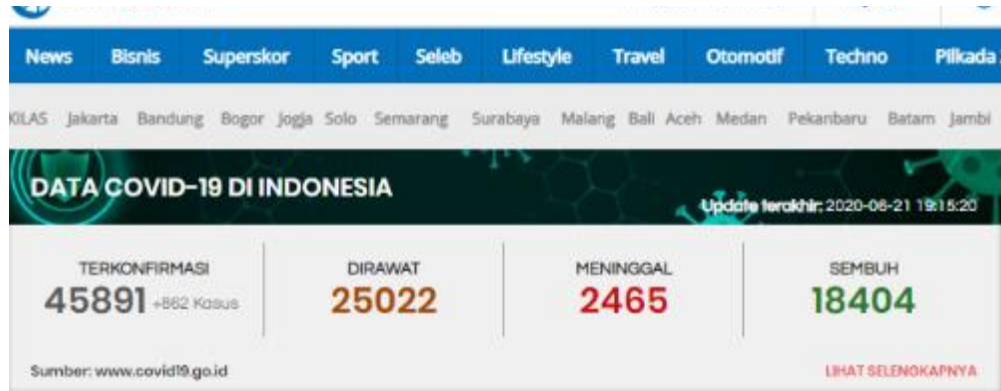 News Bisnis Superskor Sport Seleb Lifestyle Travel Otomotif Techno Pilkada
Jakarta Bandung Bogor Jogja Solo Semarang Surabaya Malang Bali Aceh Medan Pekanbaru Batam Jambi
DATA COVID-19 DI INDONESIA
Update terakhir: 2020-06-21 19:15:20
TERKONFIRMASI DIRAWAT MENINGGAL SEMBUH
45891 +862 Kasus 25022 2465 18404
Sumber: www.covid19.go.id LIHAT SELENGKAPNYA